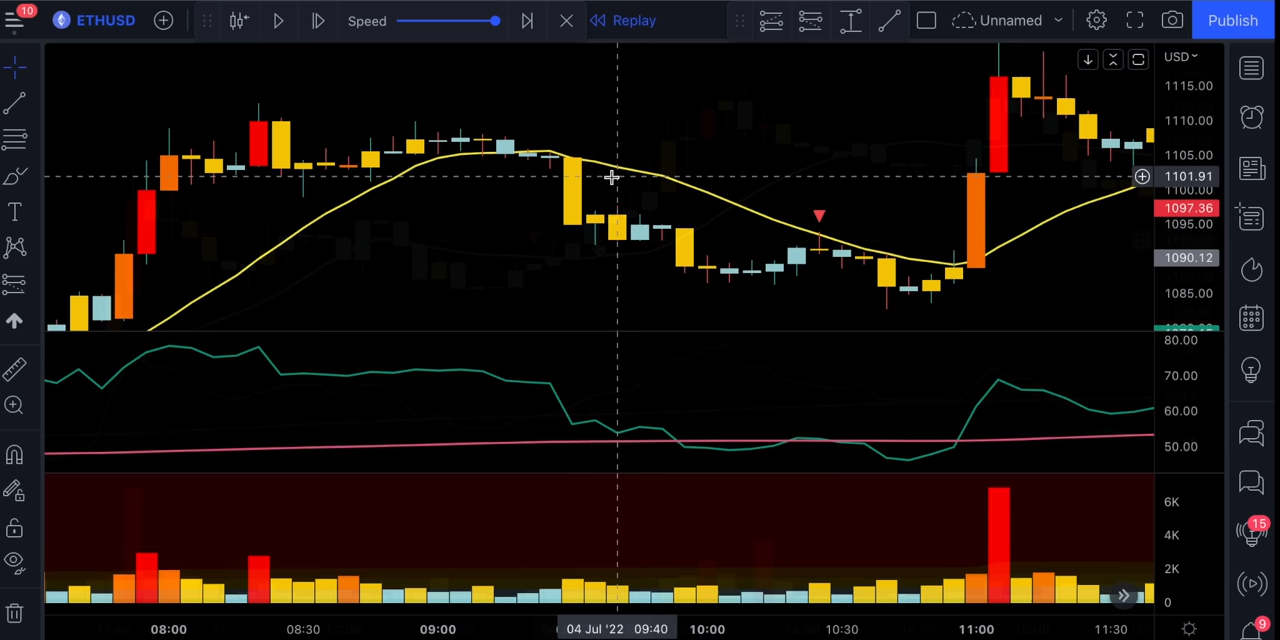 10
ETHUSD
Speed
Replay
Unnamed
Publish
USD
1115.00
1110.00
1105.00
1101.91
1100.00
1097.36
1095.00
1090.12
1085.00
80.00
70.00
60.00
50.00
6K
4K
2K
0
15
9
08:00
08:30
09:00
04 Jul '22 09:40
10:00
10:30
11:00
11:30